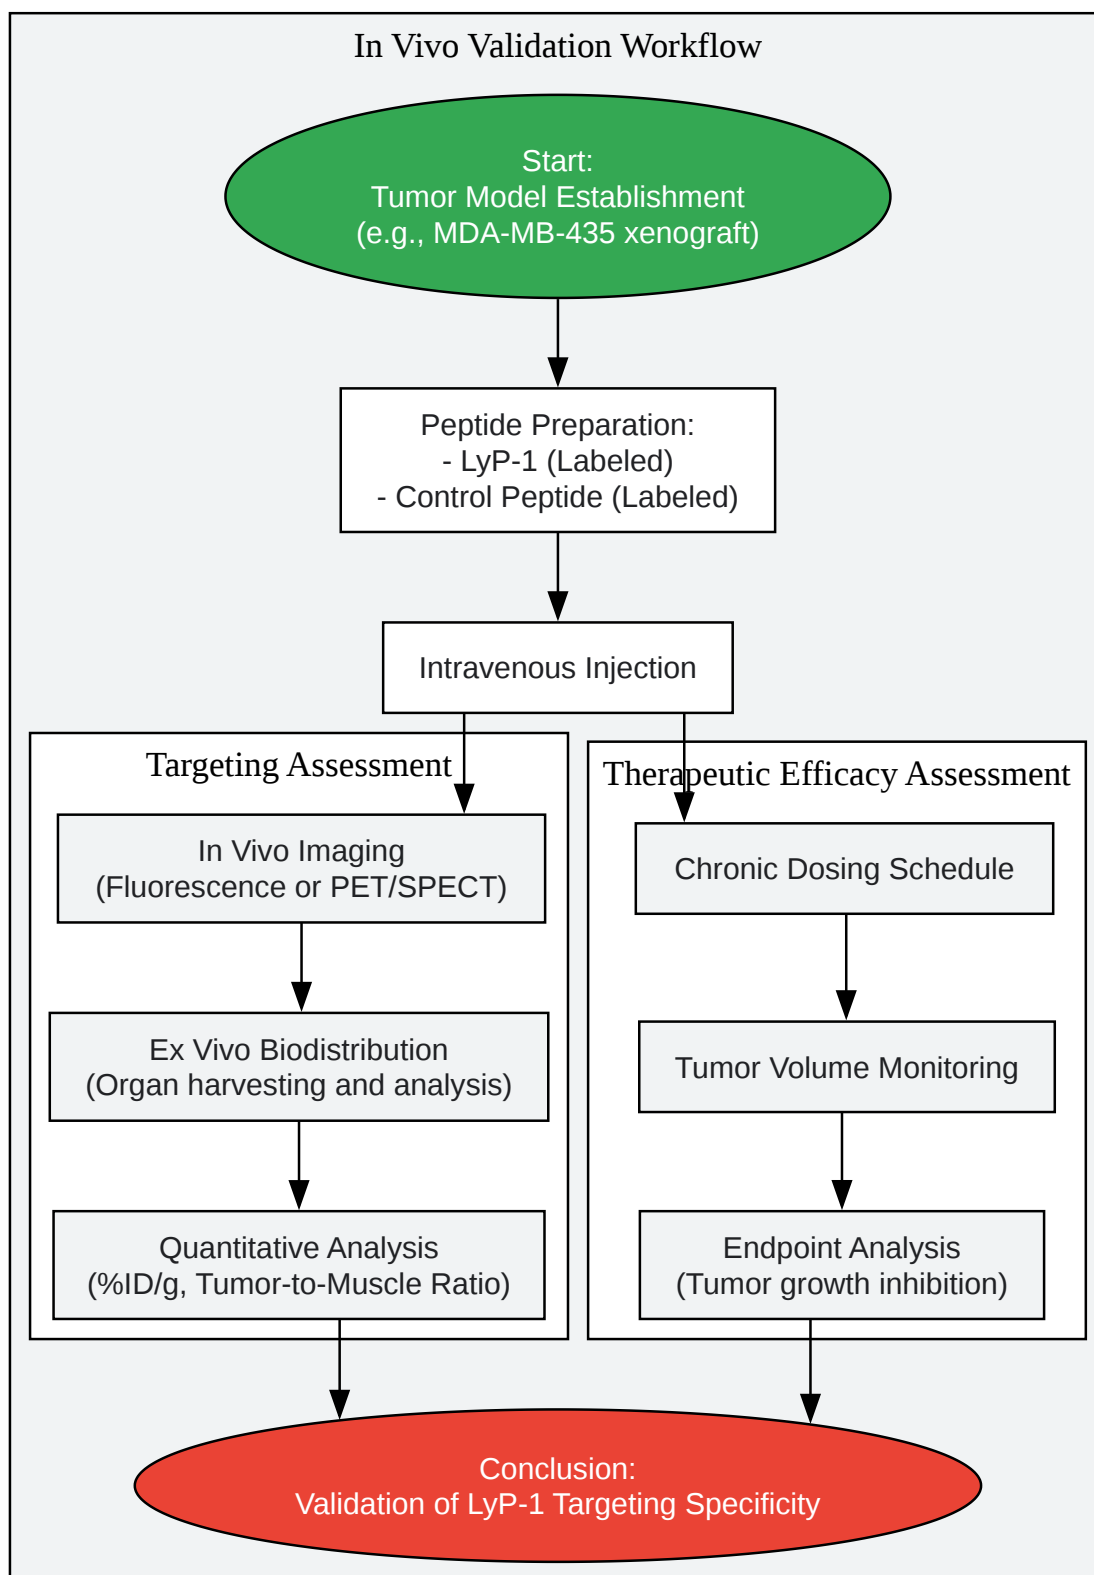 In Vivo Validation Workflow
Start:
Tumor Model Establishment
(e.g., MDA-MB-435 xenograft)
Peptide Preparation:
- LyP-1 (Labeled)
- Control Peptide (Labeled)
Intravenous Injection
Targeting Assessment
In Vivo Imaging
(Fluorescence or PET/SPECT)
Ex Vivo Biodistribution
(Organ harvesting and analysis)
Quantitative Analysis
(%ID/g, Tumor-to-Muscle Ratio)
Therapeutic Efficacy Assessment
Chronic Dosing Schedule
Tumor Volume Monitoring
Endpoint Analysis
(Tumor growth inhibition)
Conclusion:
Validation of LyP-1 Targeting Specificity